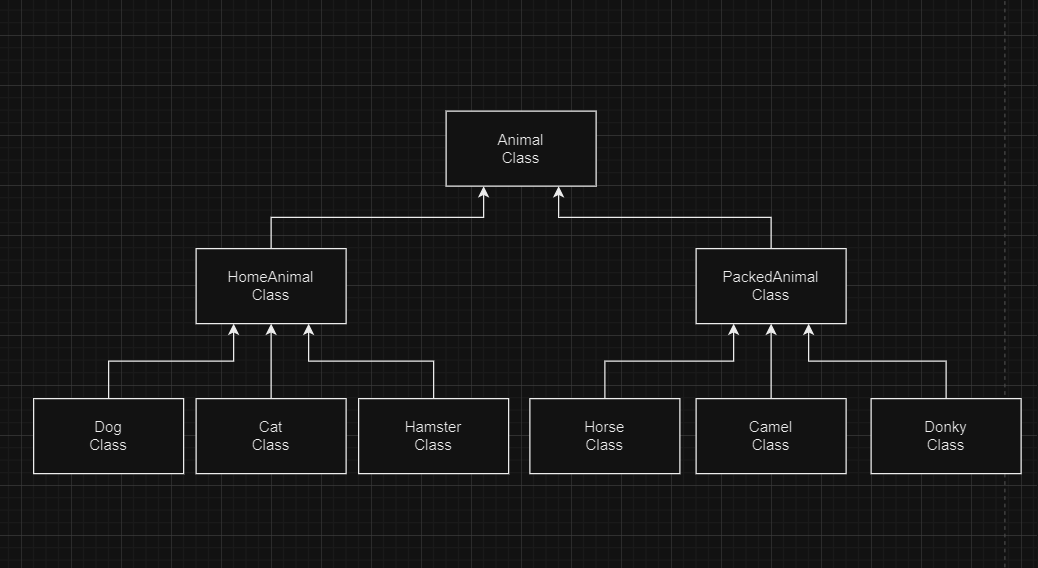 Animal
Class
HomeAnimal
Class
PackedAnimal
Class
Dog
Class
Cat
Class
Hamster
Class
Horse
Class
Camel
Class
Donky
Class